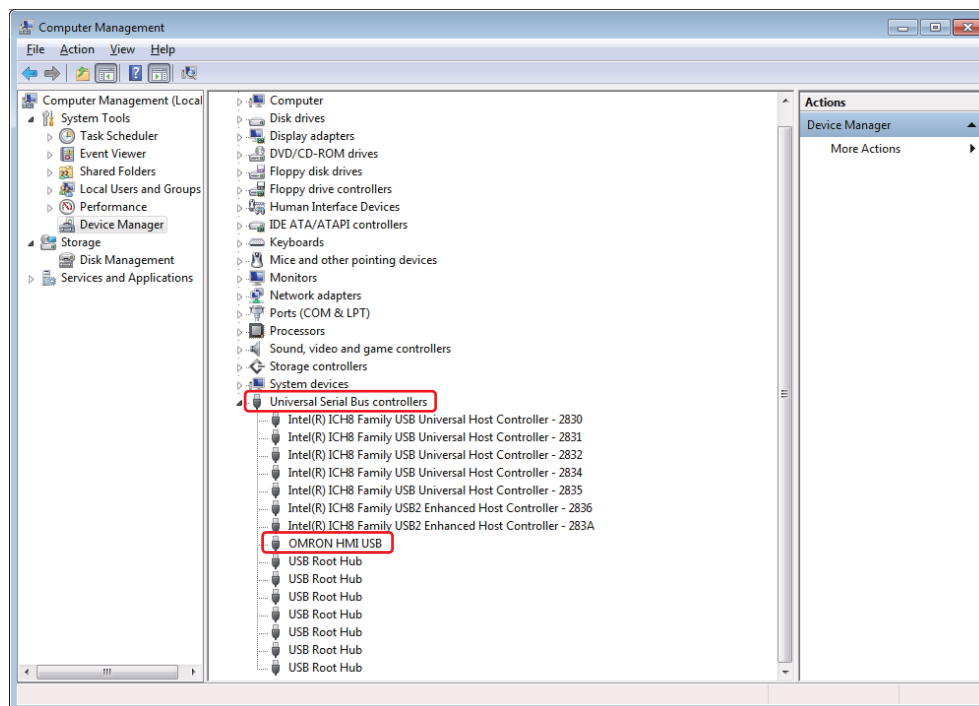 Computer Management
File Action View Help
Computer Management (Local
System Tools
Task Scheduler
Event Viewer
Shared Folders
Local Users and Groups
Performance
Device Manager
Storage
Disk Management
Services and Applications
Computer
Disk drives
Display adapters
DVD/CD-ROM drives
Floppy disk drives
Floppy drive controllers
Human Interface Devices
IDE ATA/ATAPI controllers
Keyboards
Mice and other pointing devices
Monitors
Network adapters
Ports (COM & LPT)
Processors
Sound, video and game controllers
Storage controllers
System devices
Universal Serial Bus controllers
Intel(R) ICH8 Family USB Universal Host Controller - 2830
Intel(R) ICH8 Family USB Universal Host Controller - 2831
Intel(R) ICH8 Family USB Universal Host Controller - 2832
Intel(R) ICH8 Family USB Universal Host Controller - 2834
Intel(R) ICH8 Family USB Universal Host Controller - 2835
Intel(R) ICH8 Family USB2 Enhanced Host Controller - 2836
Intel(R) ICH8 Family USB2 Enhanced Host Controller - 283A
OMRON HMI USB
USB Root Hub
USB Root Hub
USB Root Hub
USB Root Hub
USB Root Hub
USB Root Hub
USB Root Hub
Actions
Device Manager
More Actions